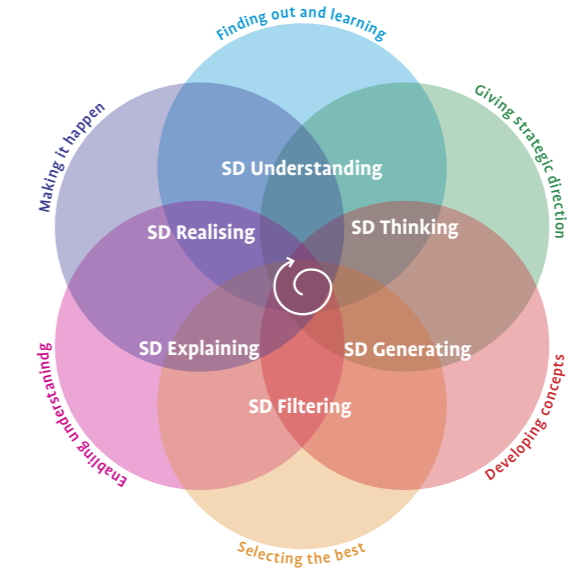 Finding out and learning
Giving strategic direction
Making it happen
SD Understanding
SD Realising
SD Thinking
SD Explaining
SD Generating
SD Filtering
Enabling understanding
Developing concepts
Selecting the best